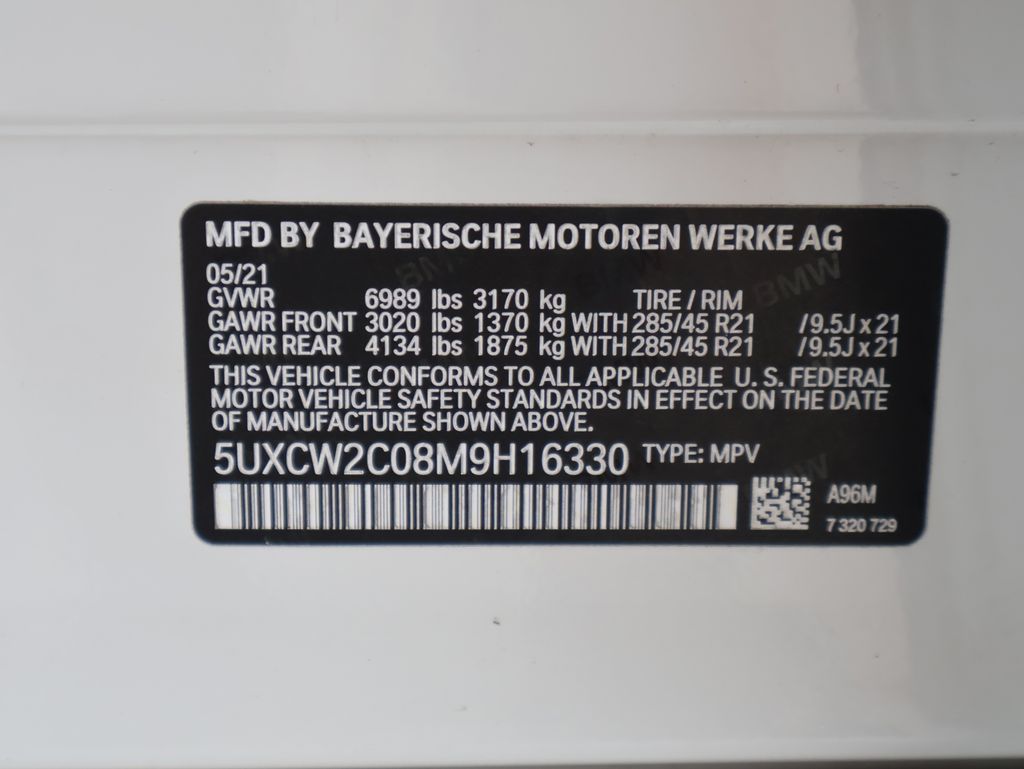 MFD BY BAYERISCHE MOTOREN WERKE AG
05/21
GVWR 6989 lbs 3170 kg TIRE / RIM
GAWR FRONT 3020 lbs 1370 kg WITH 285/45 R21 /9.5J x 21
GAWR REAR 4134 lbs 1875 kg WITH 285/45 R21 /9.5J x 21
THIS VEHICLE CONFORMS TO ALL APPLICABLE U. S. FEDERAL
MOTOR VEHICLE SAFETY STANDARDS IN EFFECT ON THE DATE
OF MANUFACTURE SHOWN ABOVE.
5UXCW2C08M9H16330 TYPE: MPV
A96M
7 320 729
BMW